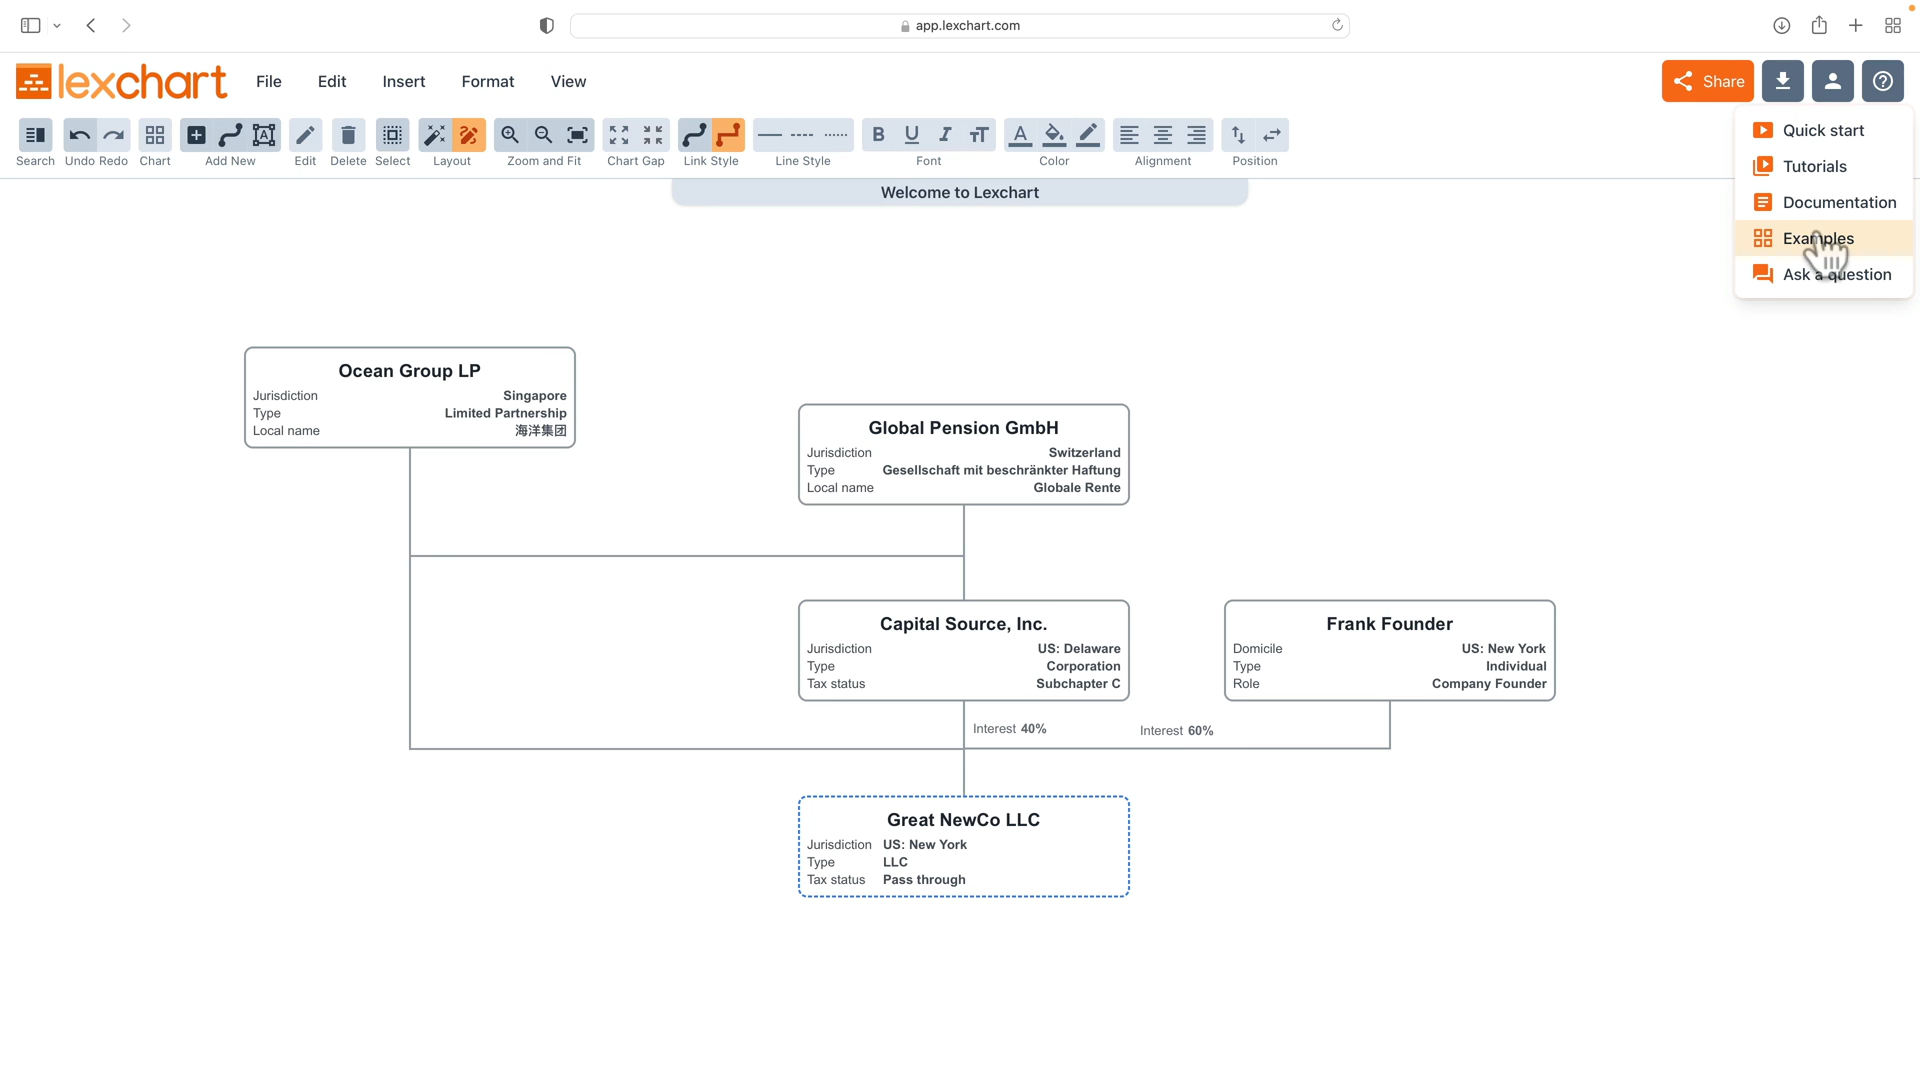 app.lexchart.com
lexchart
File Edit Insert Format View
Share
Search Undo Redo Chart Add New Edit Delete Select Layout Zoom and Fit Chart Gap Link Style Line Style Font Color Alignment Position
Quick start
Tutorials
Documentation
Examples
Ask a question
Welcome to Lexchart
Ocean Group LP
Jurisdiction Singapore
Type Limited Partnership
Local name 海洋集团
Global Pension GmbH
Jurisdiction Switzerland
Type Gesellschaft mit beschränkter Haftung
Local name Globale Rente
Capital Source, Inc.
Jurisdiction US: Delaware
Type Corporation
Tax status Subchapter C
Frank Founder
Domicile US: New York
Type Individual
Role Company Founder
Interest 40%
Interest 60%
Great NewCo LLC
Jurisdiction US: New York
Type LLC
Tax status Pass through